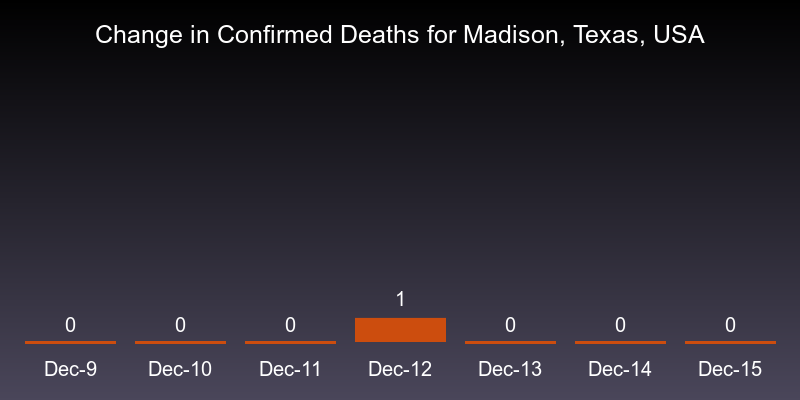 Change in Confirmed Deaths for Madison, Texas, USA
1
0 0 0 0 0 0
Dec-9 Dec-10 Dec-11 Dec-12 Dec-13 Dec-14 Dec-15